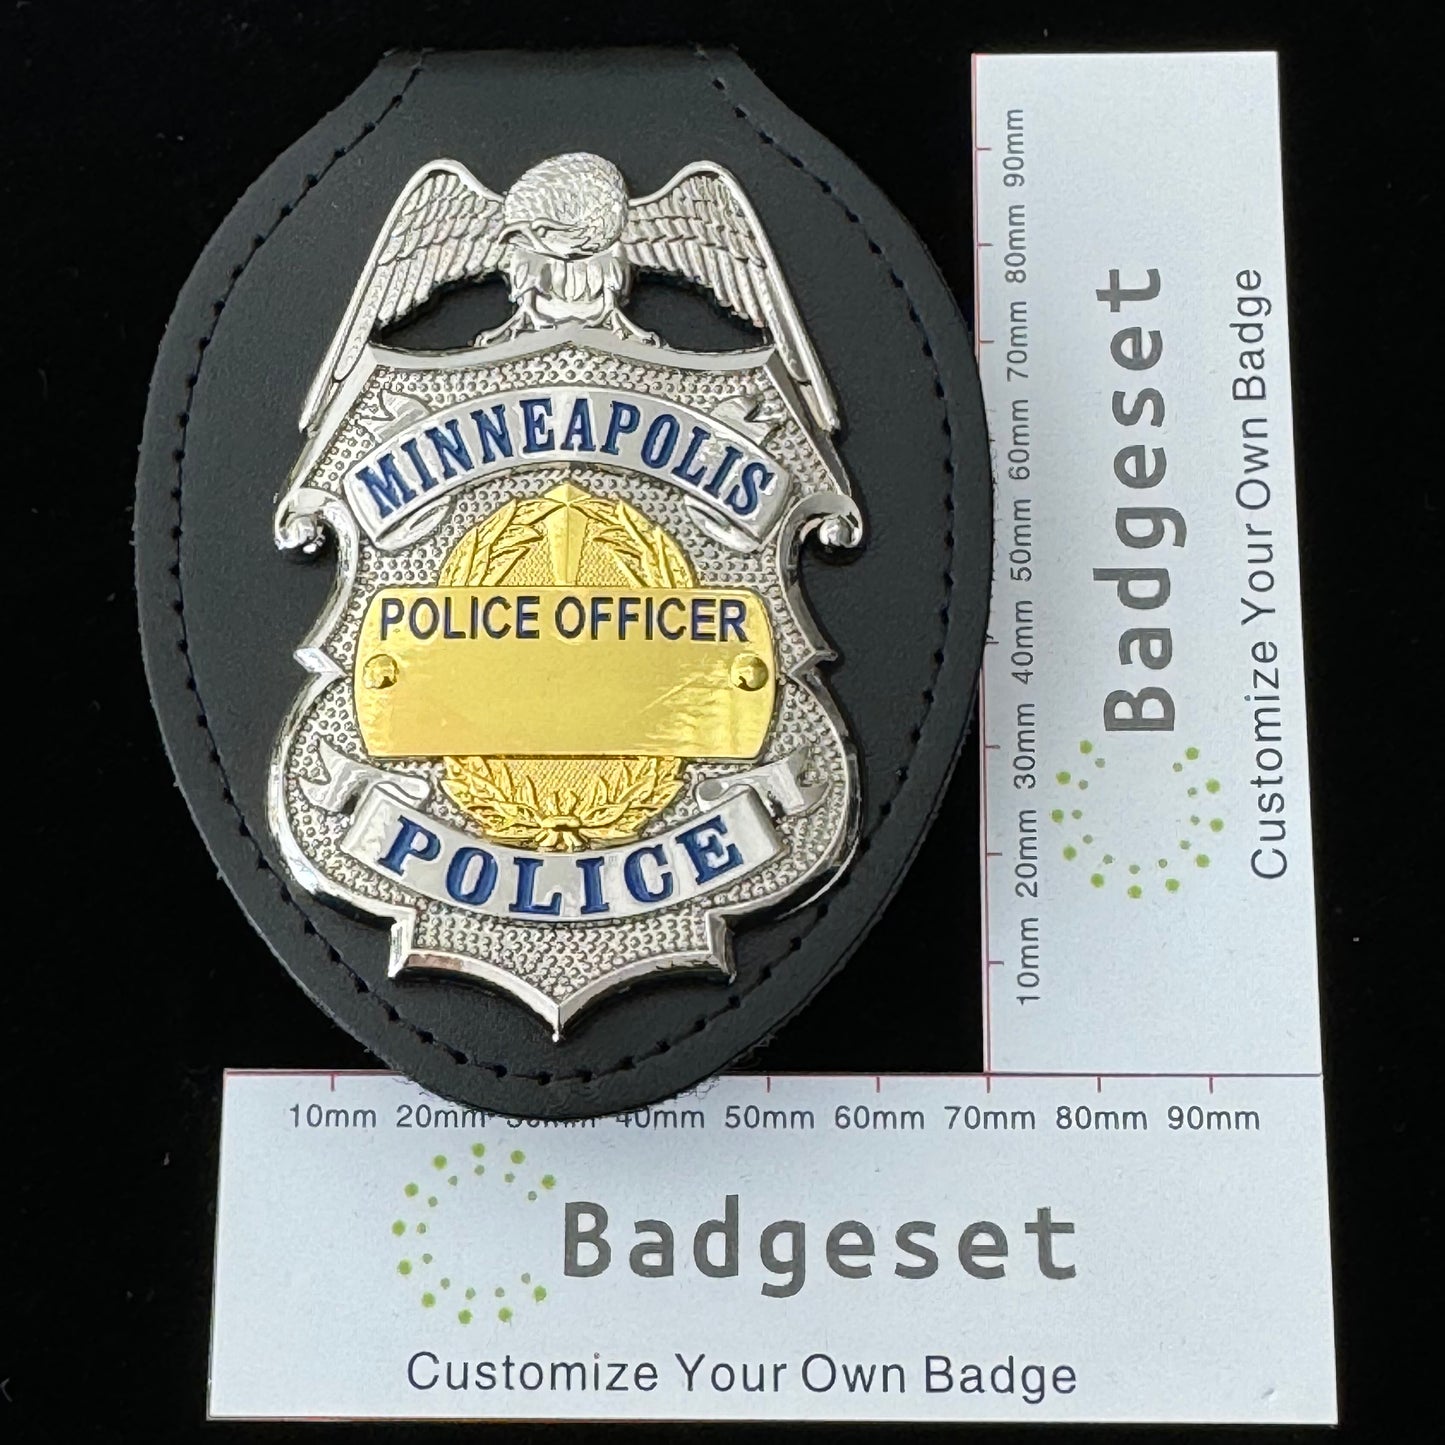 MINNEAPOLIS
POLICE OFFICER
POLICE
90mm
80mm
70mm
60mm
50mm
40mm
30mm
20mm
10mm
Badgeset
Customize Your Own Badge
10mm 20mm 30mm 40mm 50mm 60mm 70mm 80mm 90mm
Badgeset
Customize Your Own Badge